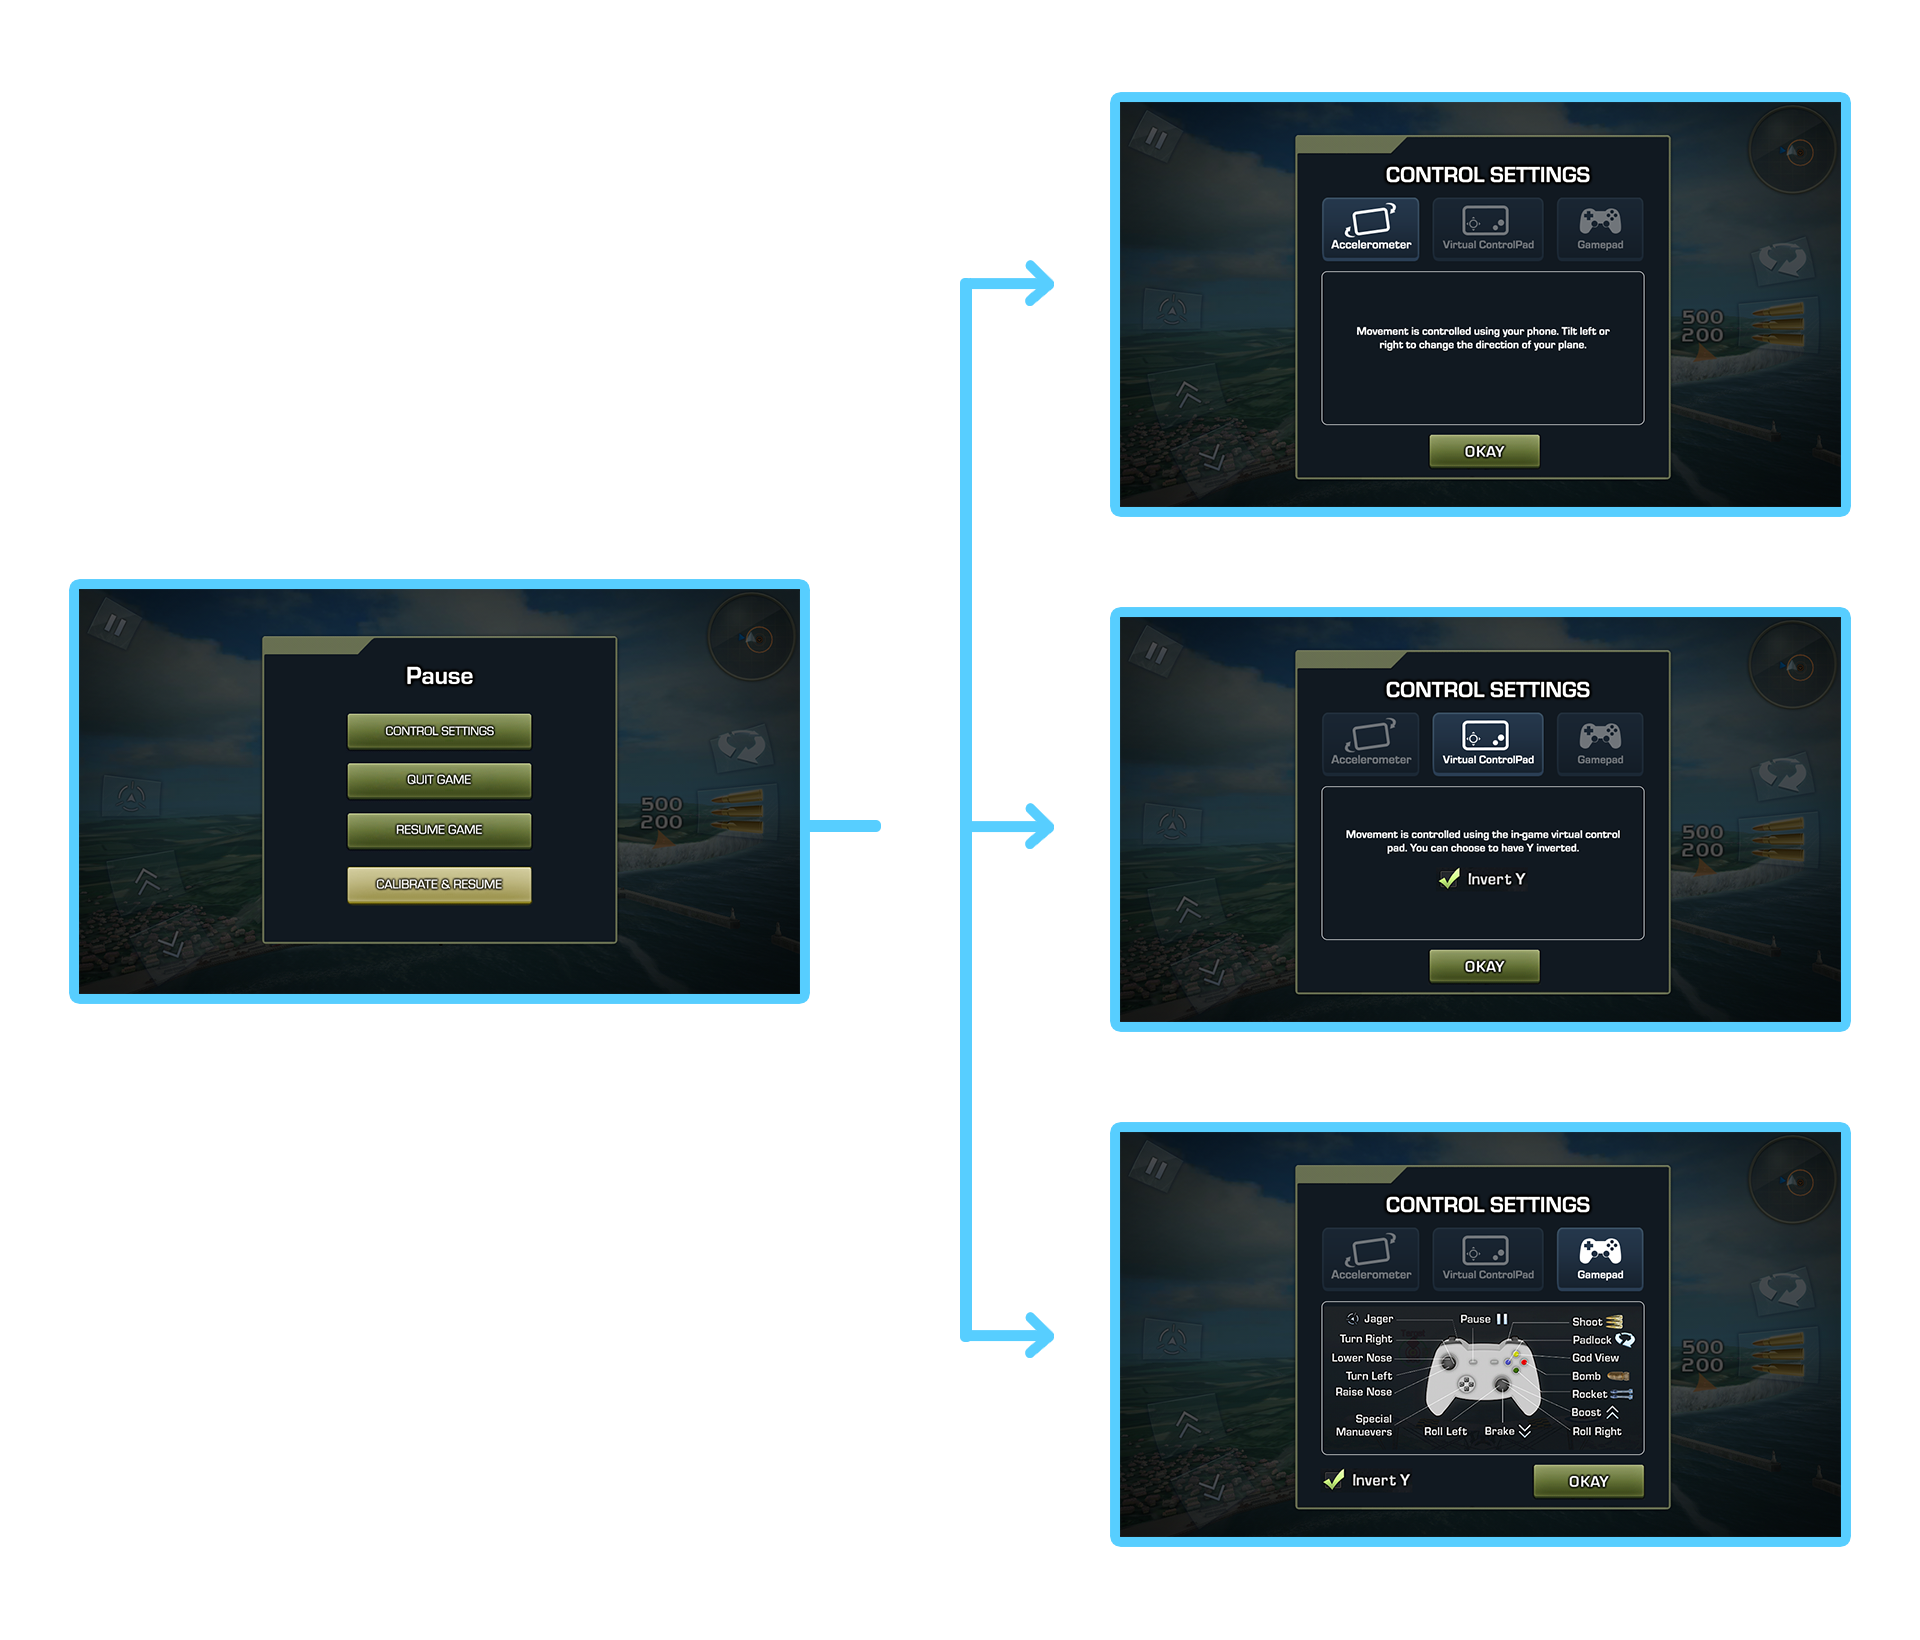 Pause
CONTROL SETTINGS
QUIT GAME
RESUME GAME
CALIBRATE & RESUME
500
200
CONTROL SETTINGS
Accelerometer
Virtual ControlPad
Gamepad
Movement is controlled using your phone. Tilt left or
right to change the direction of your plane.
OKAY
500
200
CONTROL SETTINGS
Accelerometer
Virtual ControlPad
Gamepad
Movement is controlled using the in-game virtual control
pad. You can choose to have Y inverted.
Invert Y
OKAY
500
200
CONTROL SETTINGS
Accelerometer
Virtual ControlPad
Gamepad
Jager
Turn Right
Lower Nose
Turn Left
Raise Nose
Special
Manuevers
Pause
Roll Left
Brake
Shoot
Padlock
God View
Bomb
Rocket
Boost
Roll Right
Invert Y
OKAY
500
200